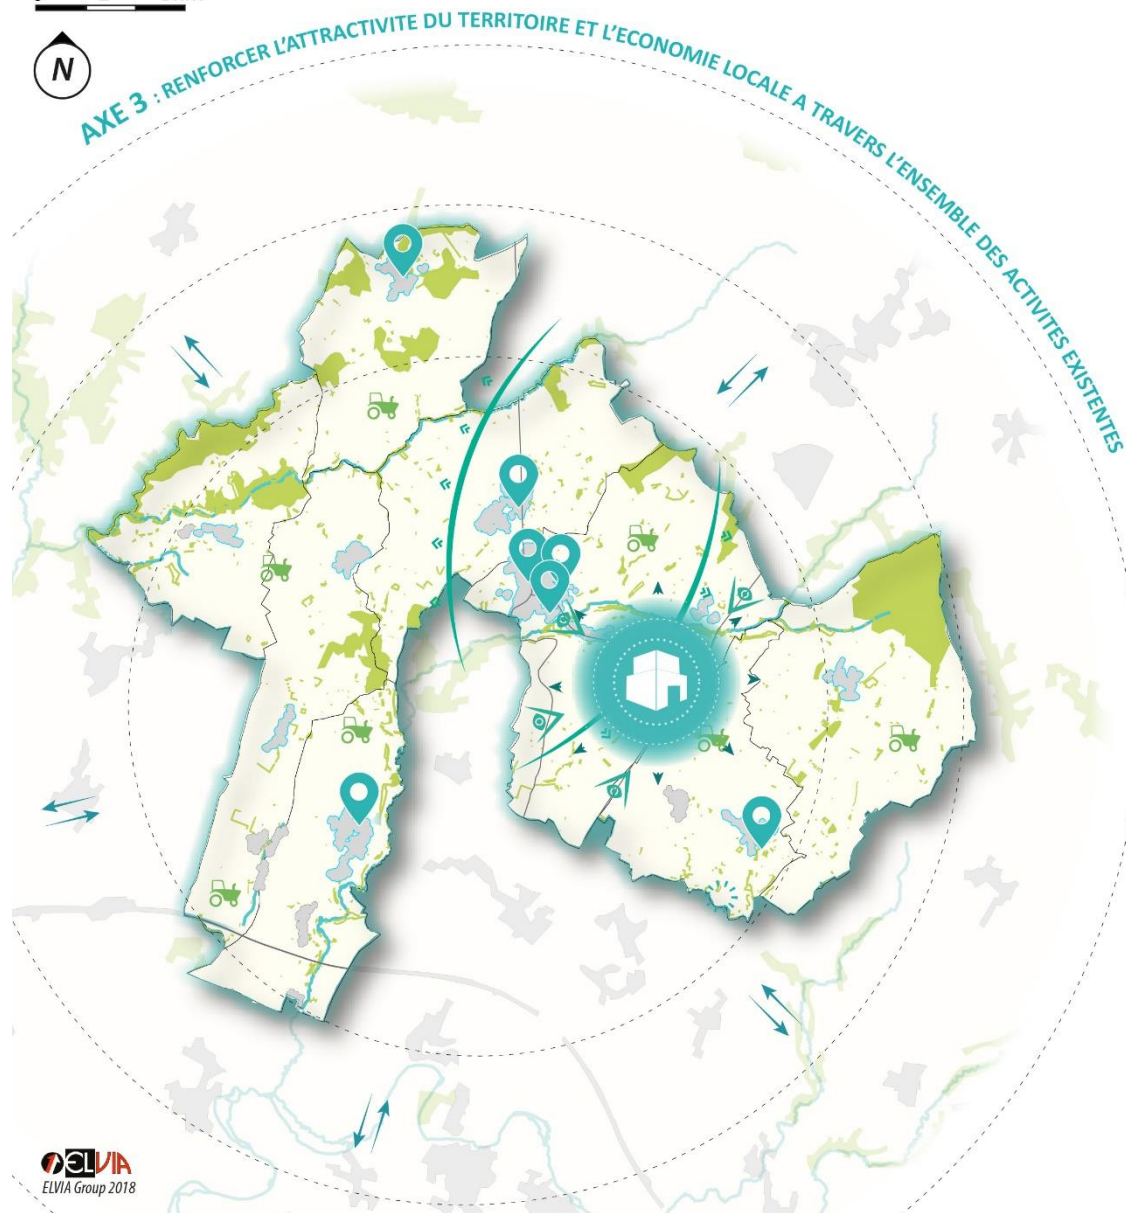 N
AXE 3 : RENFORCER L'ATTRACTIVITE DU TERRITOIRE ET L'ECONOMIE LOCALE A TRAVERS L'ENSEMBLE DES ACTIVITES EXISTENTES
ELVIA
ELVIA Group 2018